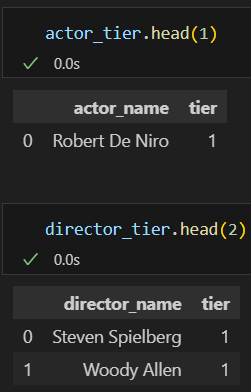 actor_tier.head(1)
0.0s
actor_name tier
0 Robert De Niro 1
director_tier.head(2)
0.0s
director_name tier
0 Steven Spielberg 1
1 Woody Allen 1